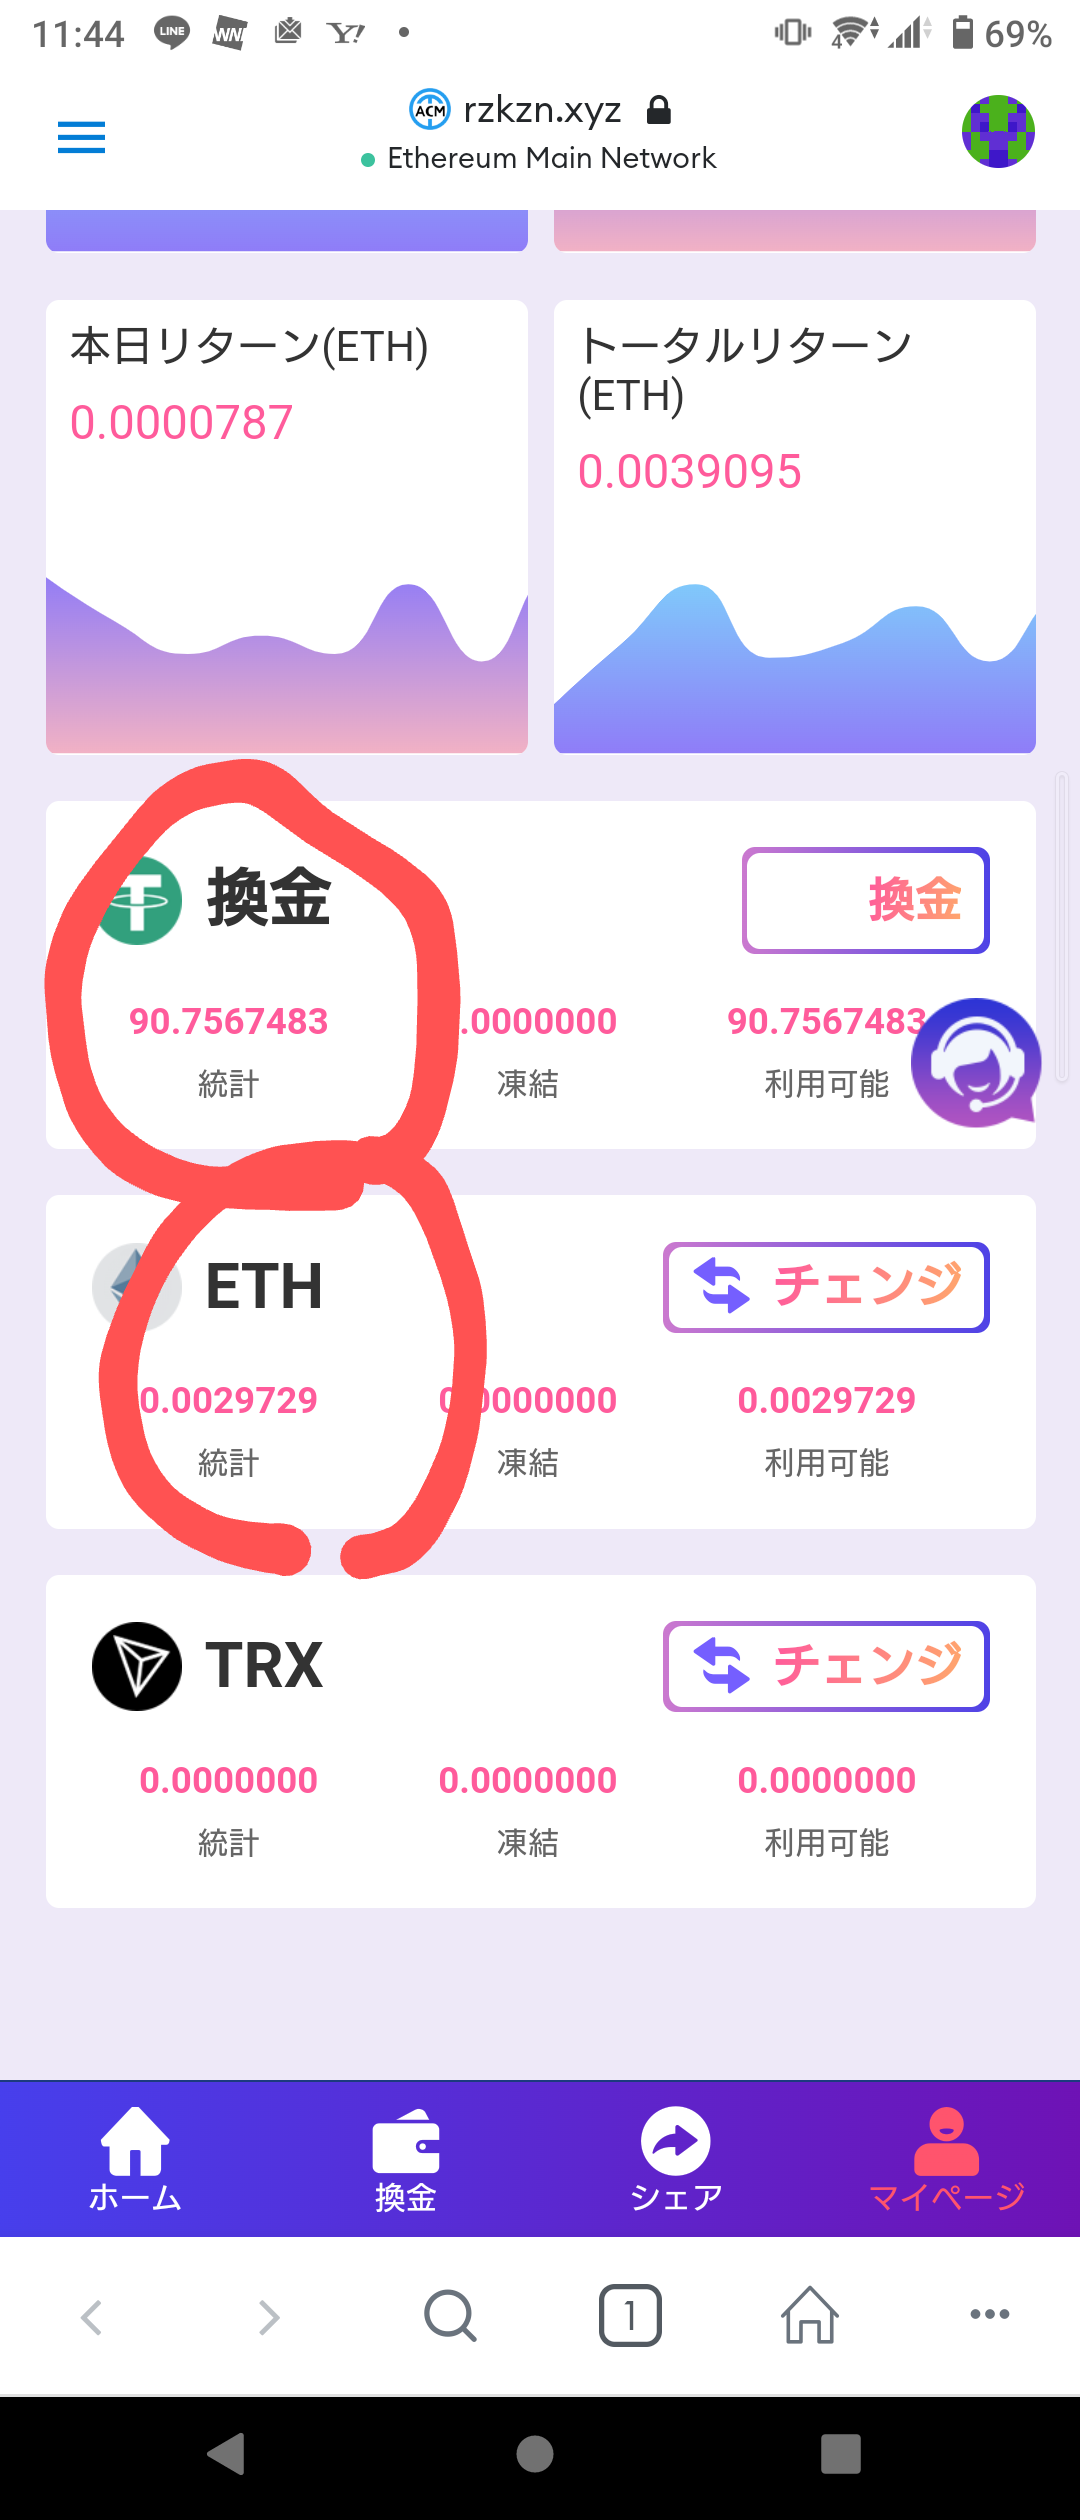 11:44 LINE 69%
ACM rzkzn.xyz
Ethereum Main Network
本日リターン(ETH)
0.0000787
トータルリターン
(ETH)
0.0039095
換金
換金
90.7567483 .0000000 90.7567483
統計 凍結 利用可能
ETH
チェンジ
0.0029729 0.0000000 0.0029729
統計 凍結 利用可能
TRX
チェンジ
0.0000000 0.0000000 0.0000000
統計 凍結 利用可能
ホーム 換金 シェア マイページ
1